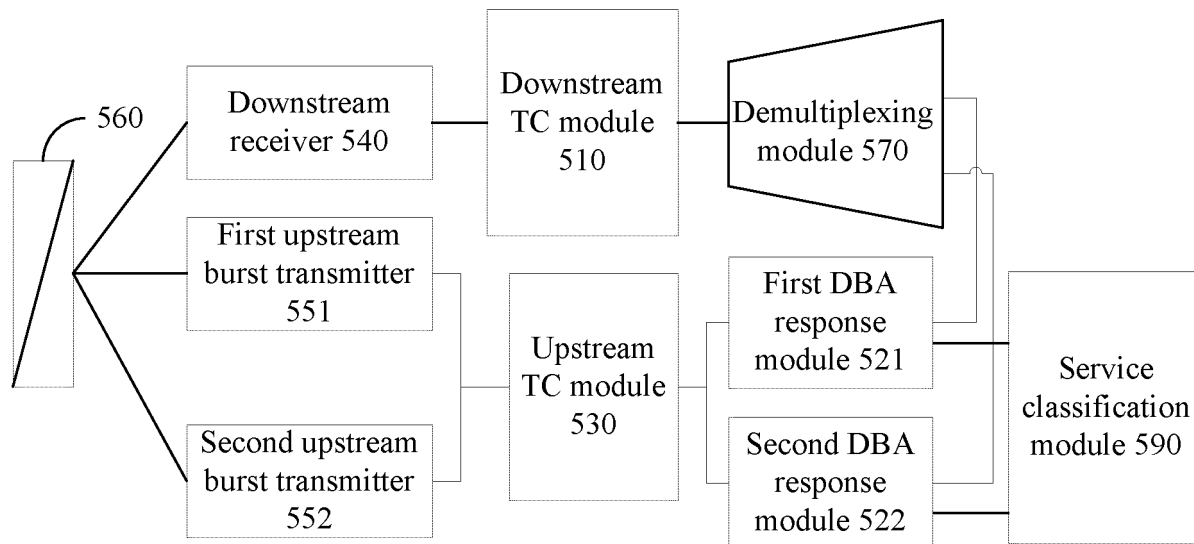 560
Downstream
receiver 540
Downstream
TC module
510
Demultiplexing
module 570
First upstream
burst transmitter
551
Upstream
TC module
530
First DBA
response
module 521
Service
classification
module 590
Second upstream
burst transmitter
552
Second DBA
response
module 522